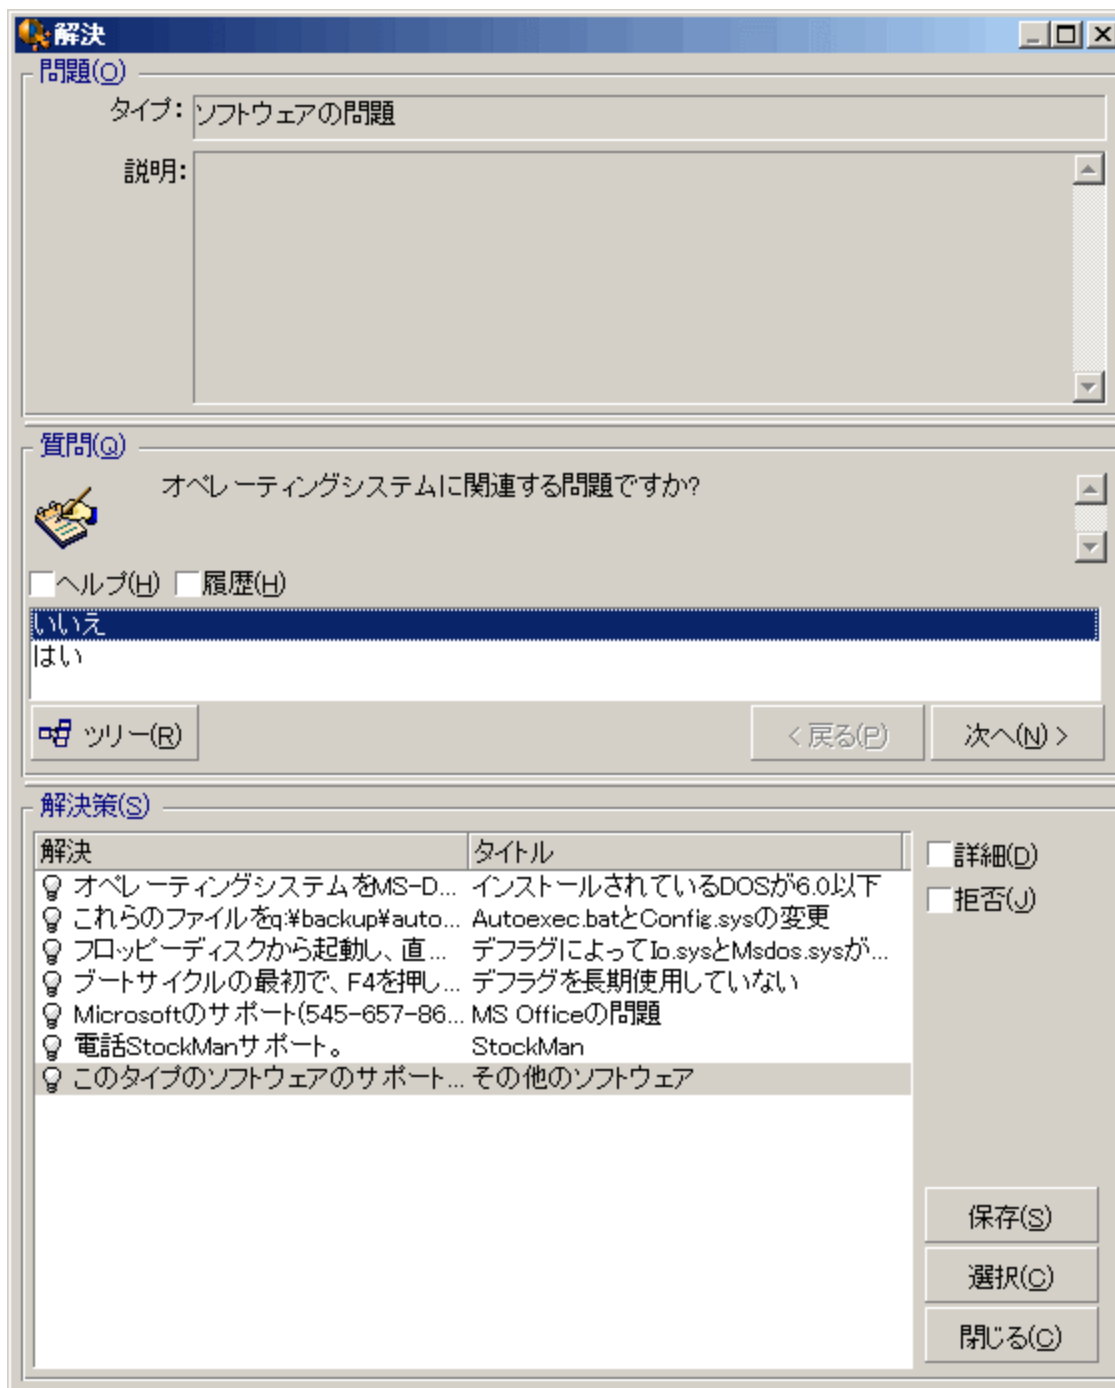 解決
問題(O)
タイプ: ソフトウェアの問題
説明:
質問(Q)
オペレーティングシステムに関連する問題ですか?
ヘルプ(H) 履歴(H)
いいえ
はい
ツリー(R) < 戻る(P) 次へ(N) >
解決策(S)
解決 タイトル 詳細(D)
オペレーティングシステムをMS-D... インストールされているDOSが6.0以下
これらのファイルをq:¥backup¥auto... Autoexec.batとConfig.sysの変更 拒否(J)
フロッピーディスクから起動し、直... デフラグによってIo.sysとMsdos.sysが...
ブートサイクルの最初で、F4を押し... デフラグを長期使用していない
Microsoftのサポート(545-657-86... MS Officeの問題
電話StockManサポート。 StockMan
このタイプのソフトウェアのサポート... その他のソフトウェア
保存(S)
選択(C)
閉じる(C)